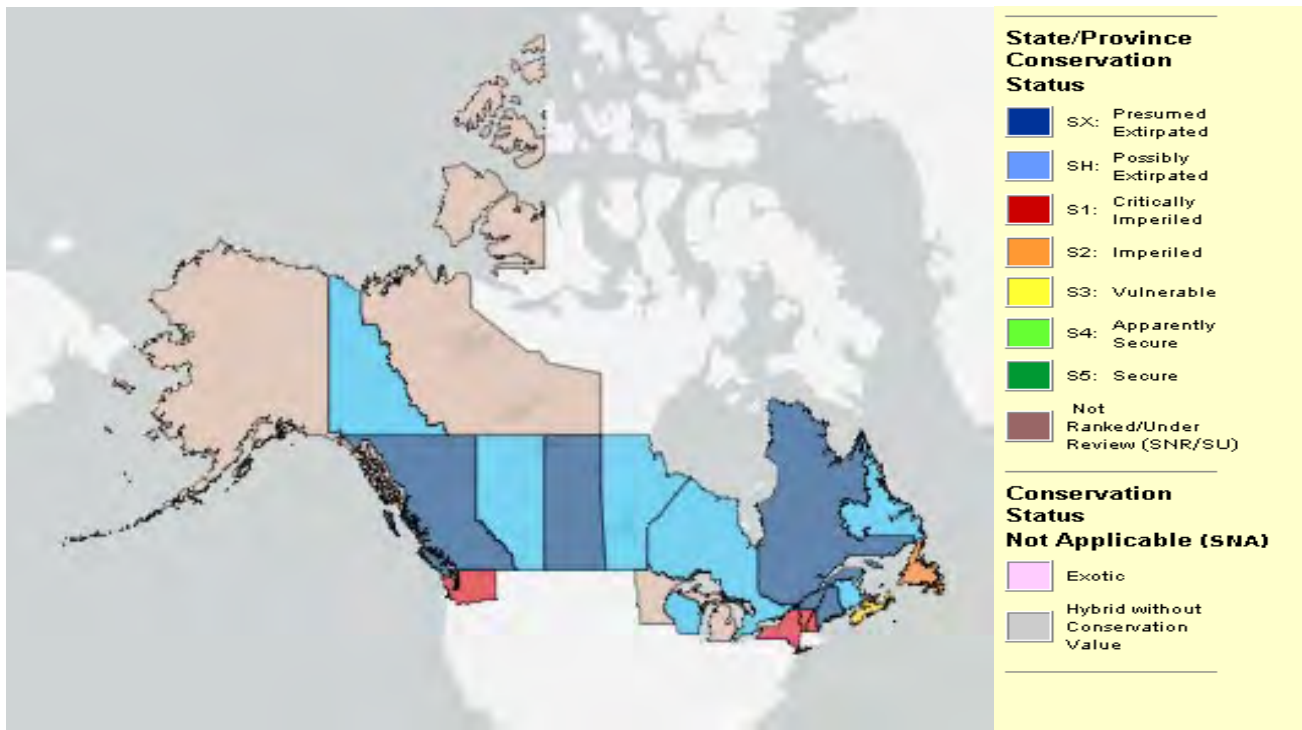 State/Province
Conservation
Status
SX: Presumed
Extirpated
SH: Possibly
Extirpated
S1: Critically
Imperiled
S2: Imperiled
S3: Vulnerable
S4: Apparently
Secure
S5: Secure
Not
Ranked/Under
Review (SNR/SU)
Conservation
Status
Not Applicable (SNA)
Exotic
Hybrid without
Conservation
Value